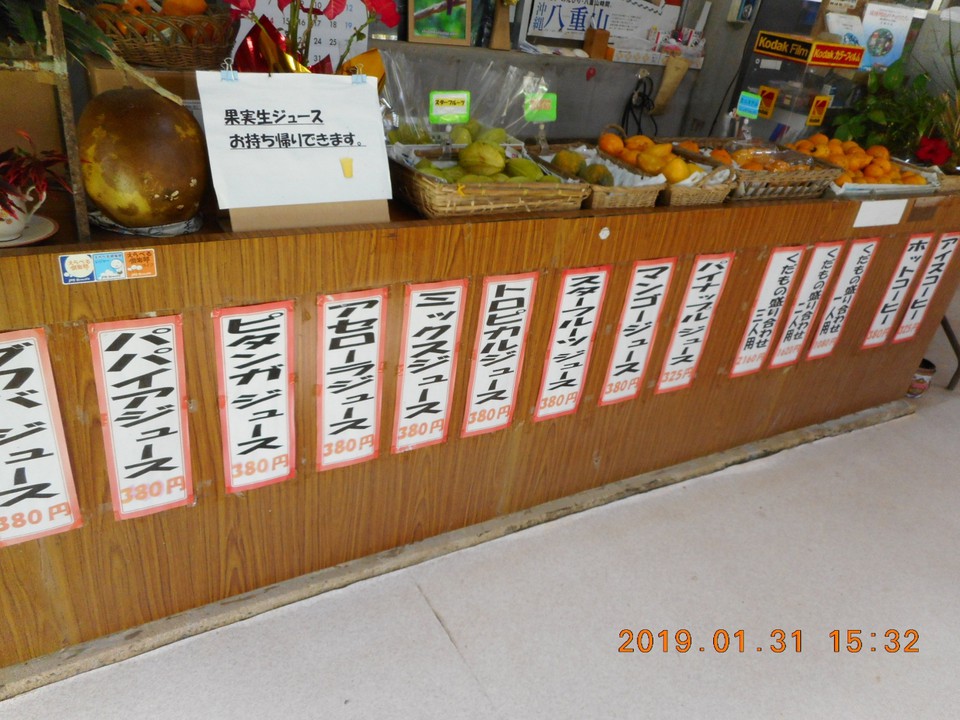 果実生ジュース
お持ち帰りできます。
沖縄
八重山
Kodak Film
Kodak カラーフィルム
スターフルーツ
グアバジュース
380円
パパイアジュース
380円
ピタンガジュース
380円
アセローラジュース
380円
ミックスジュース
380円
トロピカルジュース
380円
スターフルーツジュース
380円
マンゴージュース
380円
パイナップルジュース
325円
くだもの盛り合わせ
くだもの盛り合わせ
くだもの盛り合わせ
一人用
ホットコーヒー
アイスコーヒー
2019.01.31 15:32